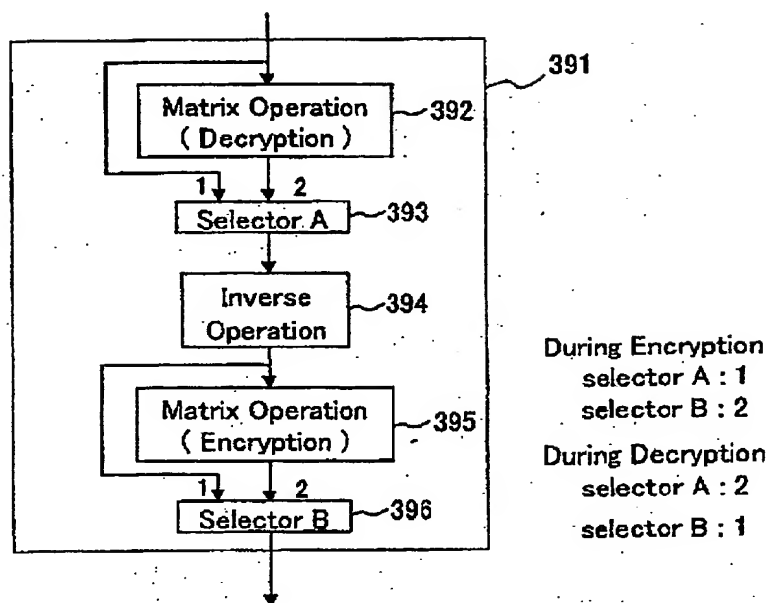 391
Matrix Operation
( Decryption )
392
1 2
Selector A
393
Inverse
Operation
394
Matrix Operation
( Encryption )
395
1 2
Selector B
396
During Encryption
selector A : 1
selector B : 2
During Decryption
selector A : 2
selector B : 1